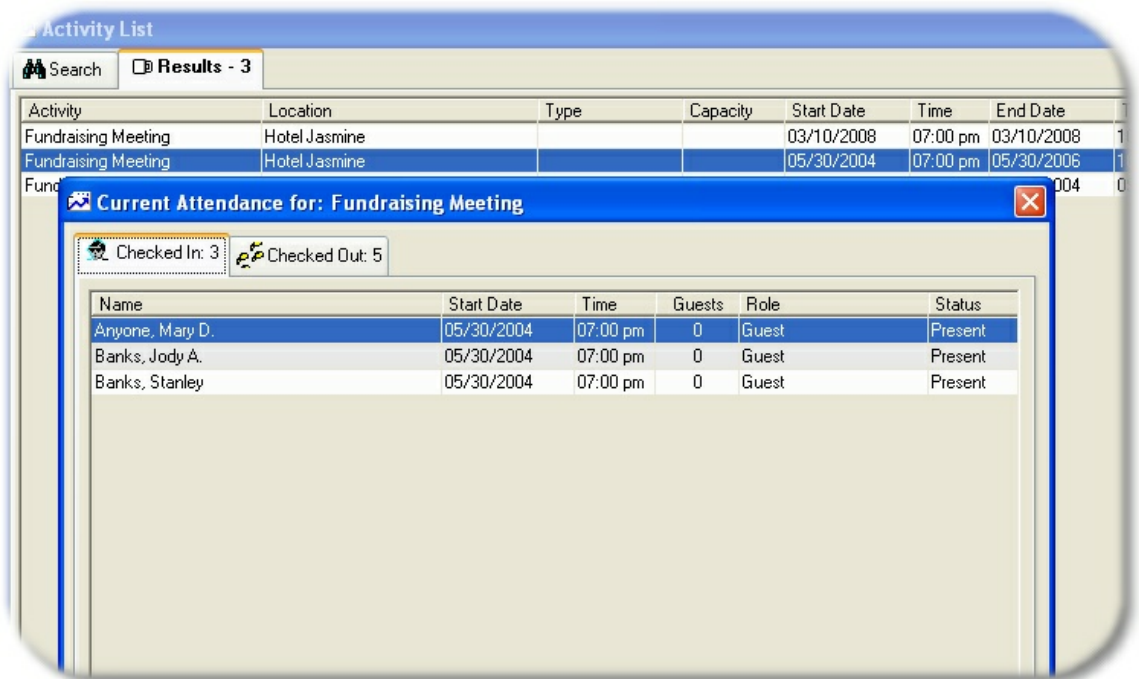 Activity List
Search Results - 3
Activity Location Type Capacity Start Date Time End Date
Fundraising Meeting Hotel Jasmine 03/10/2008 07:00 pm 03/10/2008
Fundraising Meeting Hotel Jasmine 05/30/2004 07:00 pm 05/30/2006
Current Attendance for: Fundraising Meeting
Checked In: 3 Checked Out: 5
Name Start Date Time Guests Role Status
Anyone, Mary D. 05/30/2004 07:00 pm 0 Guest Present
Banks, Jody A. 05/30/2004 07:00 pm 0 Guest Present
Banks, Stanley 05/30/2004 07:00 pm 0 Guest Present